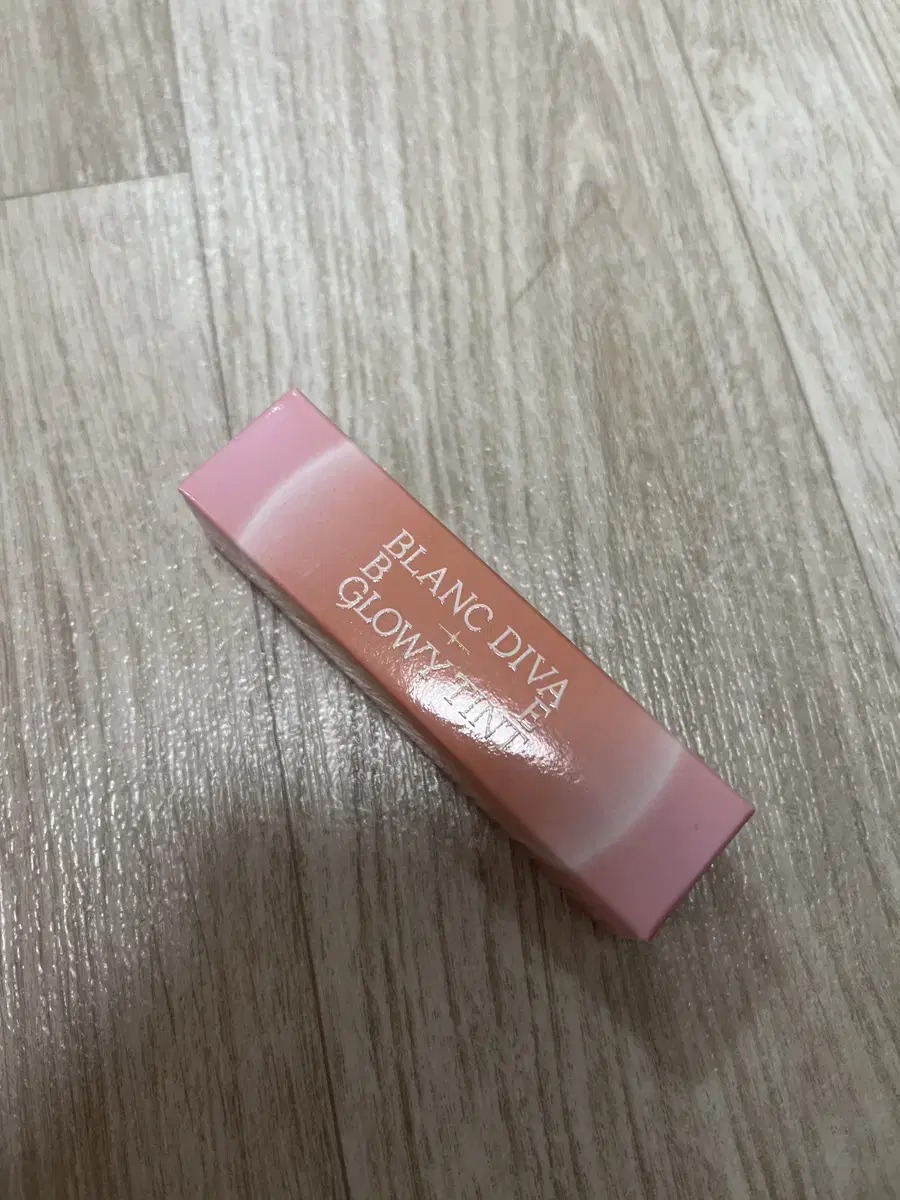 BLANC DIVA
B + E
GLOWY TINT